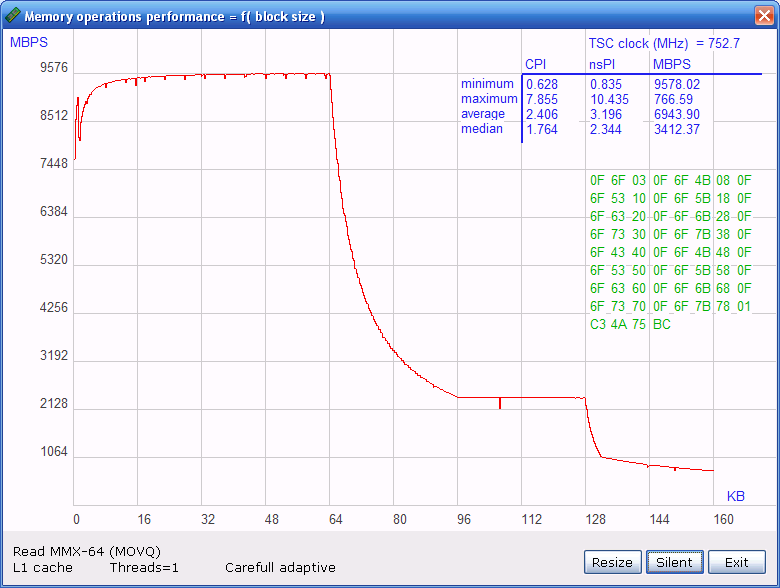 Memory operations performance = f( block size )
MBPS
TSC clock (MHz) = 752.7
CPI nsPI MBPS
minimum 0.628 0.835 9578.02
maximum 7.855 10.435 766.59
average 2.406 3.196 6943.90
median 1.764 2.344 3412.37
9576
8512
7448
6384
5320
4256
3192
2128
1064
0F 6F 03 0F 6F 4B 08 0F
6F 53 10 0F 6F 5B 18 0F
6F 63 20 0F 6F 6B 28 0F
6F 73 30 0F 6F 7B 38 0F
6F 43 40 0F 6F 4B 48 0F
6F 53 50 0F 6F 5B 58 0F
6F 63 60 0F 6F 6B 68 0F
6F 73 70 0F 6F 7B 78 01
C3 4A 75 BC
KB
0 16 32 48 64 80 96 112 128 144 160
Read MMX-64 (MOVQ)
L1 cache Threads=1 Carefull adaptive
Resize Silent Exit